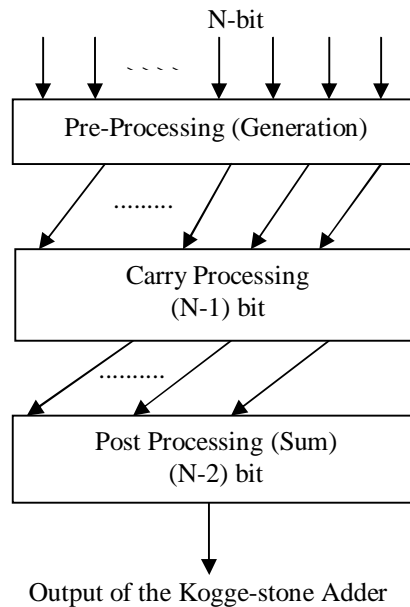 N-bit
Pre-Processing (Generation)
Carry Processing
(N-1) bit
Post Processing (Sum)
(N-2) bit
Output of the Kogge-stone Adder